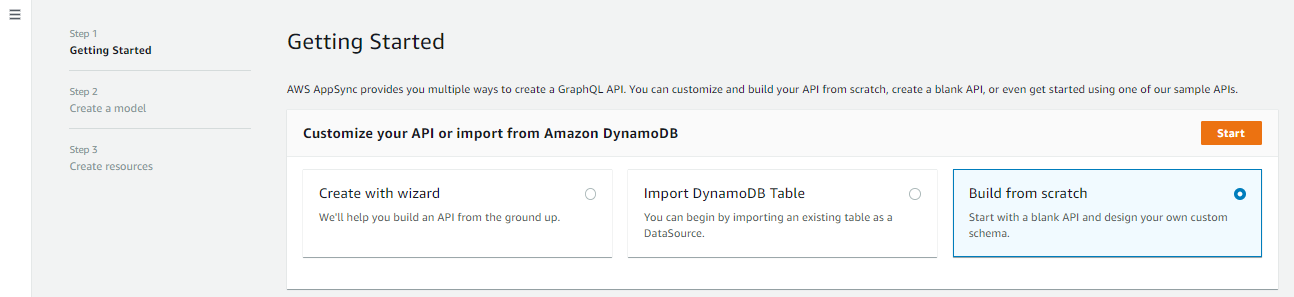 Step 1
Getting Started
Step 2
Create a model
Step 3
Create resources
Getting Started
AWS AppSync provides you multiple ways to create a GraphQL API. You can customize and build your API from scratch, create a blank API, or even get started using one of our sample APIs.
Customize your API or import from Amazon DynamoDB
Start
Create with wizard
We'll help you build an API from the ground up.
Import DynamoDB Table
You can begin by importing an existing table as a
DataSource.
Build from scratch
Start with a blank API and design your own custom
schema.